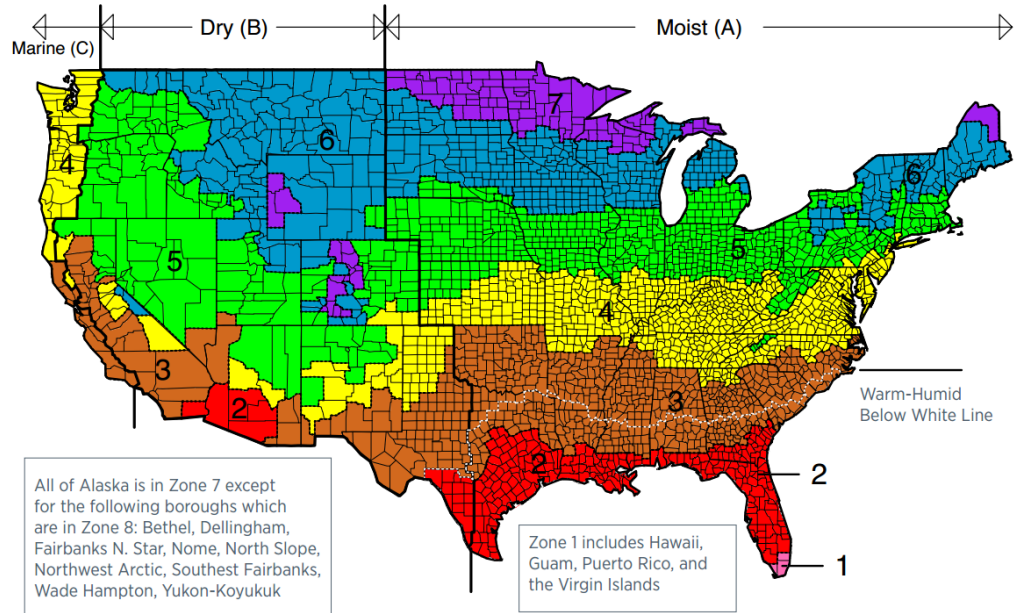 Marine (C)
Dry (B)
Moist (A)
7
6
6
4
5
5
4
3
3
2
2
Warm-Humid
Below White Line
2
1
All of Alaska is in Zone 7 except
for the following boroughs which
are in Zone 8: Bethel, Dellingham,
Fairbanks N. Star, Nome, North Slope,
Northwest Arctic, Southest Fairbanks,
Wade Hampton, Yukon-Koyukuk
Zone 1 includes Hawaii,
Guam, Puerto Rico, and
the Virgin Islands